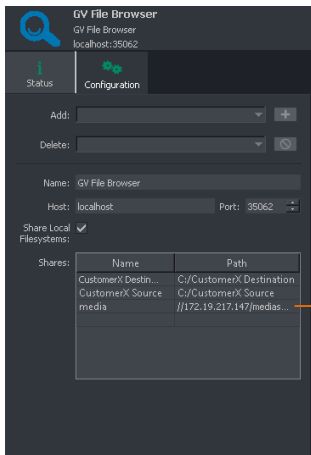 GV File Browser
GV File Browser
localhost:35062
Status
Configuration
Add:
Delete:
Name: GV File Browser
Host: localhost Port: 35062
Share Local
Filesystems:
Shares: Name Path
CustomerX Destin... C:/CustomerX Destination
CustomerX Source C:/CustomerX Source
media //172.19.217.147/medias...